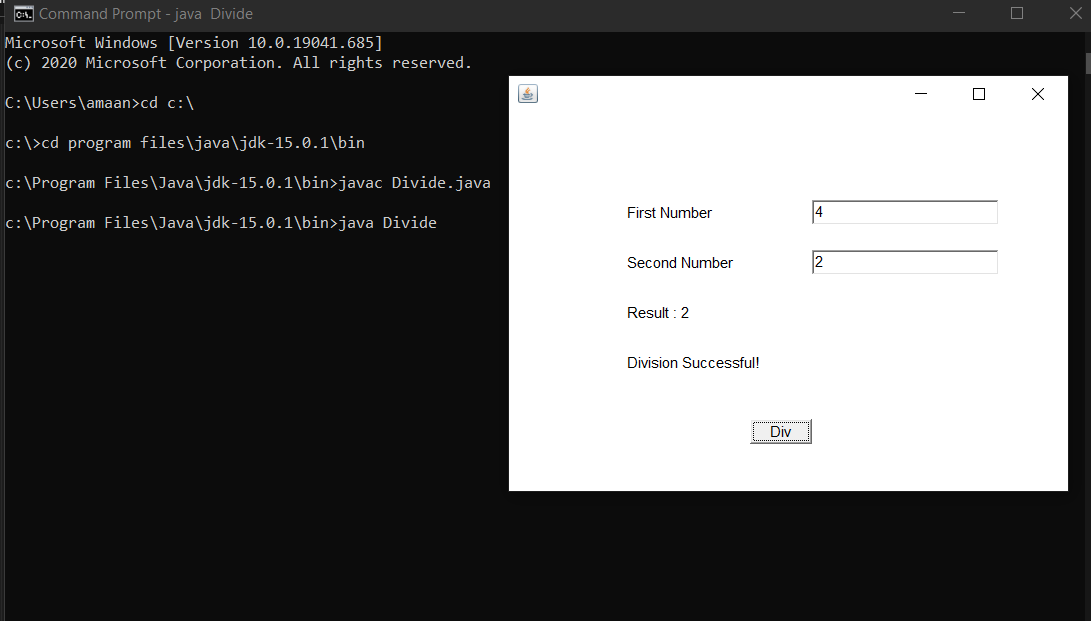 Command Prompt - java  Divide
Microsoft Windows [Version 10.0.19041.685]
(c) 2020 Microsoft Corporation. All rights reserved.
C:\Users\amaan>cd c:\
c:\>cd program files\java\jdk-15.0.1\bin
c:\Program Files\Java\jdk-15.0.1\bin>javac Divide.java
c:\Program Files\Java\jdk-15.0.1\bin>java Divide
First Number 4
Second Number 2
Result : 2
Division Successful!
Div